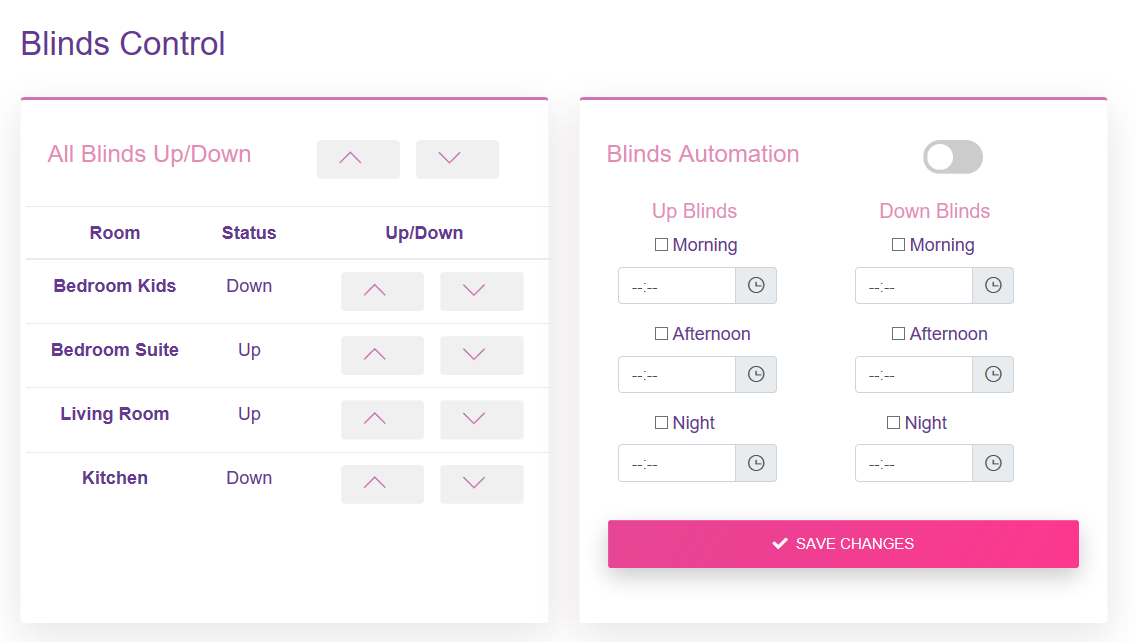 Blinds Control
All Blinds Up/Down
Room Status Up/Down
Bedroom Kids Down
Bedroom Suite Up
Living Room Up
Kitchen Down
Blinds Automation
Up Blinds Down Blinds
Morning Morning
--:-- --:--
Afternoon Afternoon
--:-- --:--
Night Night
--:-- --:--
SAVE CHANGES